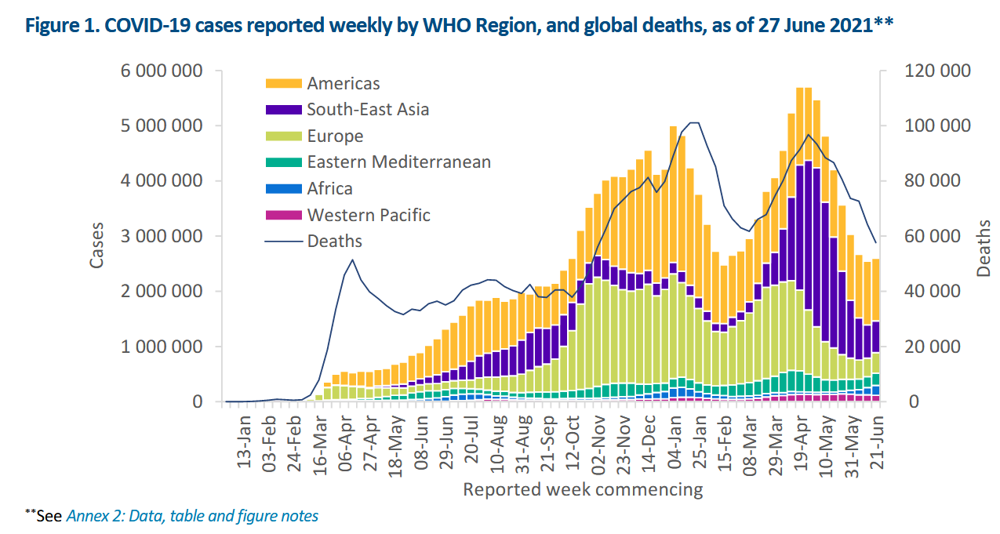 Figure 1. COVID-19 cases reported weekly by WHO Region, and global deaths, as of 27 June 2021**
6 000 000
5 000 000
4 000 000
3 000 000
2 000 000
1 000 000
0
Cases
Americas
South-East Asia
Europe
Eastern Mediterranean
Africa
Western Pacific
Deaths
120 000
100 000
80 000
60 000
40 000
20 000
0
Deaths
13-Jan
03-Feb
24-Feb
16-Mar
06-Apr
27-Apr
18-May
08-Jun
29-Jun
20-Jul
10-Aug
31-Aug
21-Sep
12-Oct
02-Nov
23-Nov
14-Dec
04-Jan
25-Jan
15-Feb
08-Mar
29-Mar
19-Apr
10-May
31-May
21-Jun
Reported week commencing
**See Annex 2: Data, table and figure notes